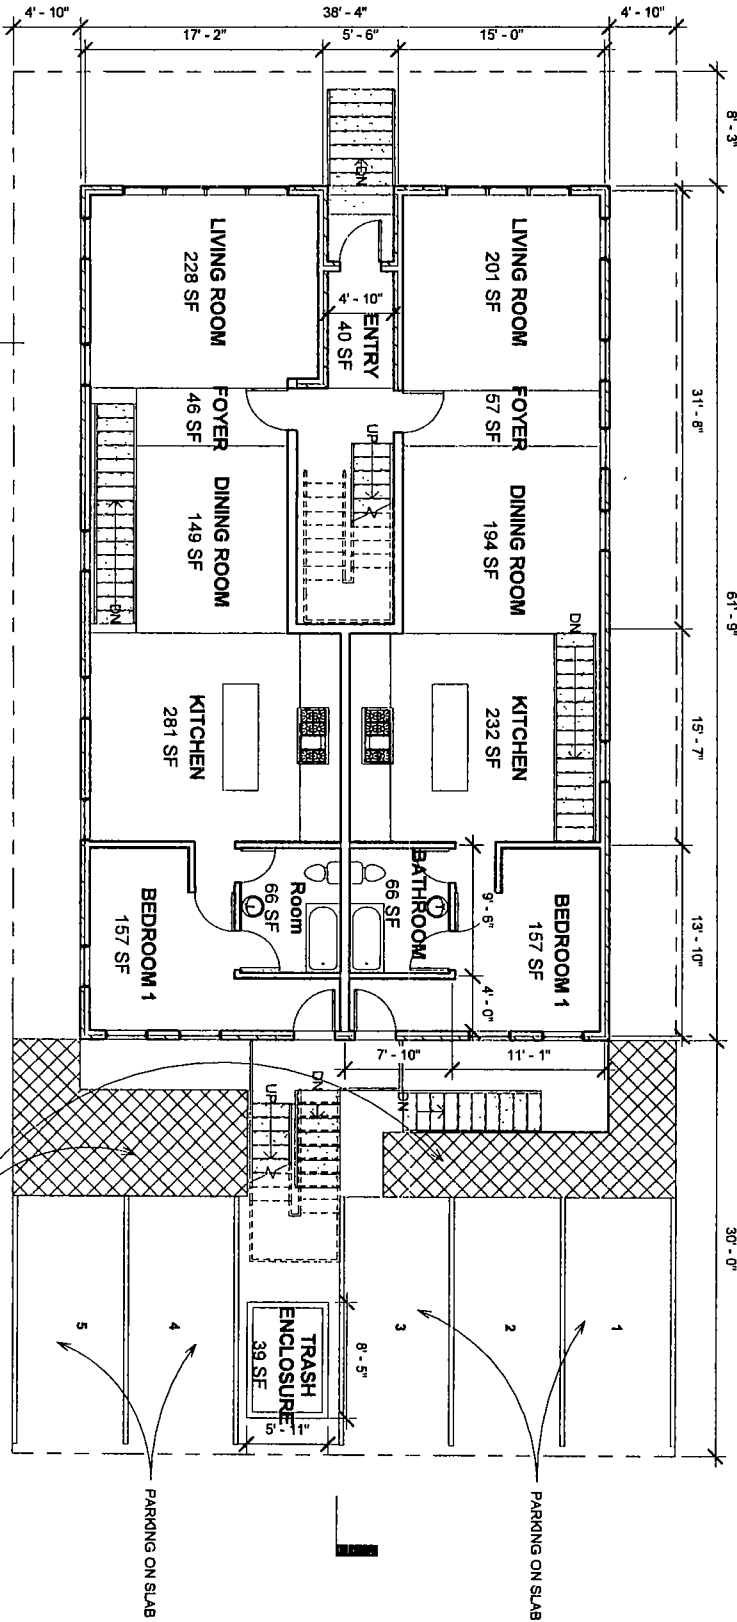 4' - 10"
38' - 4"
4' - 10"
17' - 2"
5' - 6"
15' - 0"
8' - 3"
DN
LIVING ROOM
228 SF
LIVING ROOM
201 SF
4' - 10"
ENTRY
40 SF
FOYER
46 SF
FOYER
57 SF
31' - 8"
UP
DINING ROOM
149 SF
DINING ROOM
194 SF
DN
DN
61' - 9"
KITCHEN
281 SF
KITCHEN
232 SF
15' - 7"
BEDROOM 1
157 SF
Room
66 SF
BATHROOM
66 SF
9' - 6"
BEDROOM 1
157 SF
13' - 10"
4' - 0"
7' - 10"
11' - 1"
UP
DN
DN
30' - 0"
5
4
3
2
1
TRASH
ENCLOSURE
39 SF
8' - 5"
5' - 11"
PARKING ON SLAB
PARKING ON SLAB